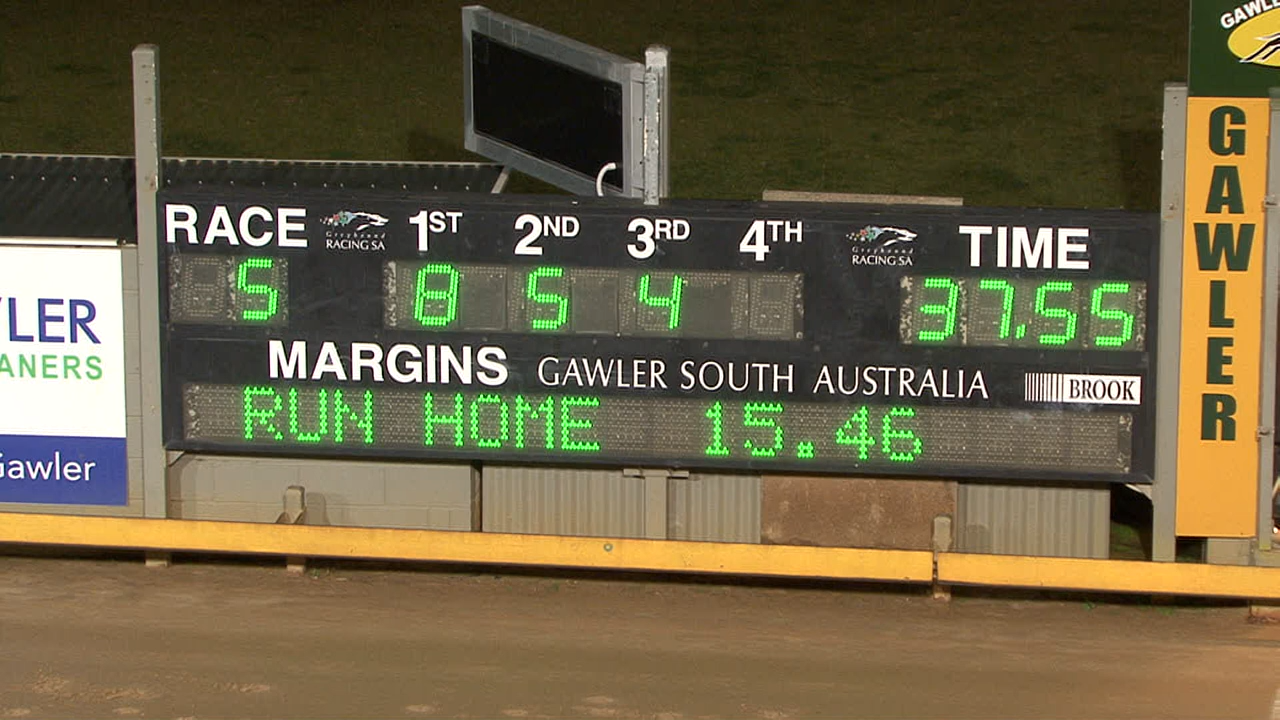 GAWLE
RACE 1ST 2ND 3RD 4TH TIME
Greyhound
RACING SA
Greyhound
RACING SA
5 8 5 4 37.55
MARGINS GAWLER SOUTH AUSTRALIA BROOK
RUN HOME 15.46
LER
ANERS
Gawler
GAWLER